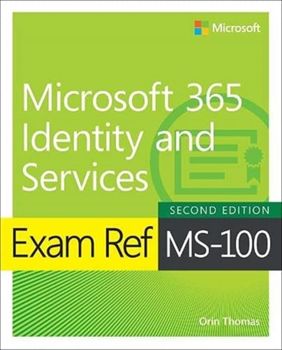 Microsoft
Microsoft 365
Identity and
Services
SECOND EDITION
Exam Ref MS-100
Orin Thomas